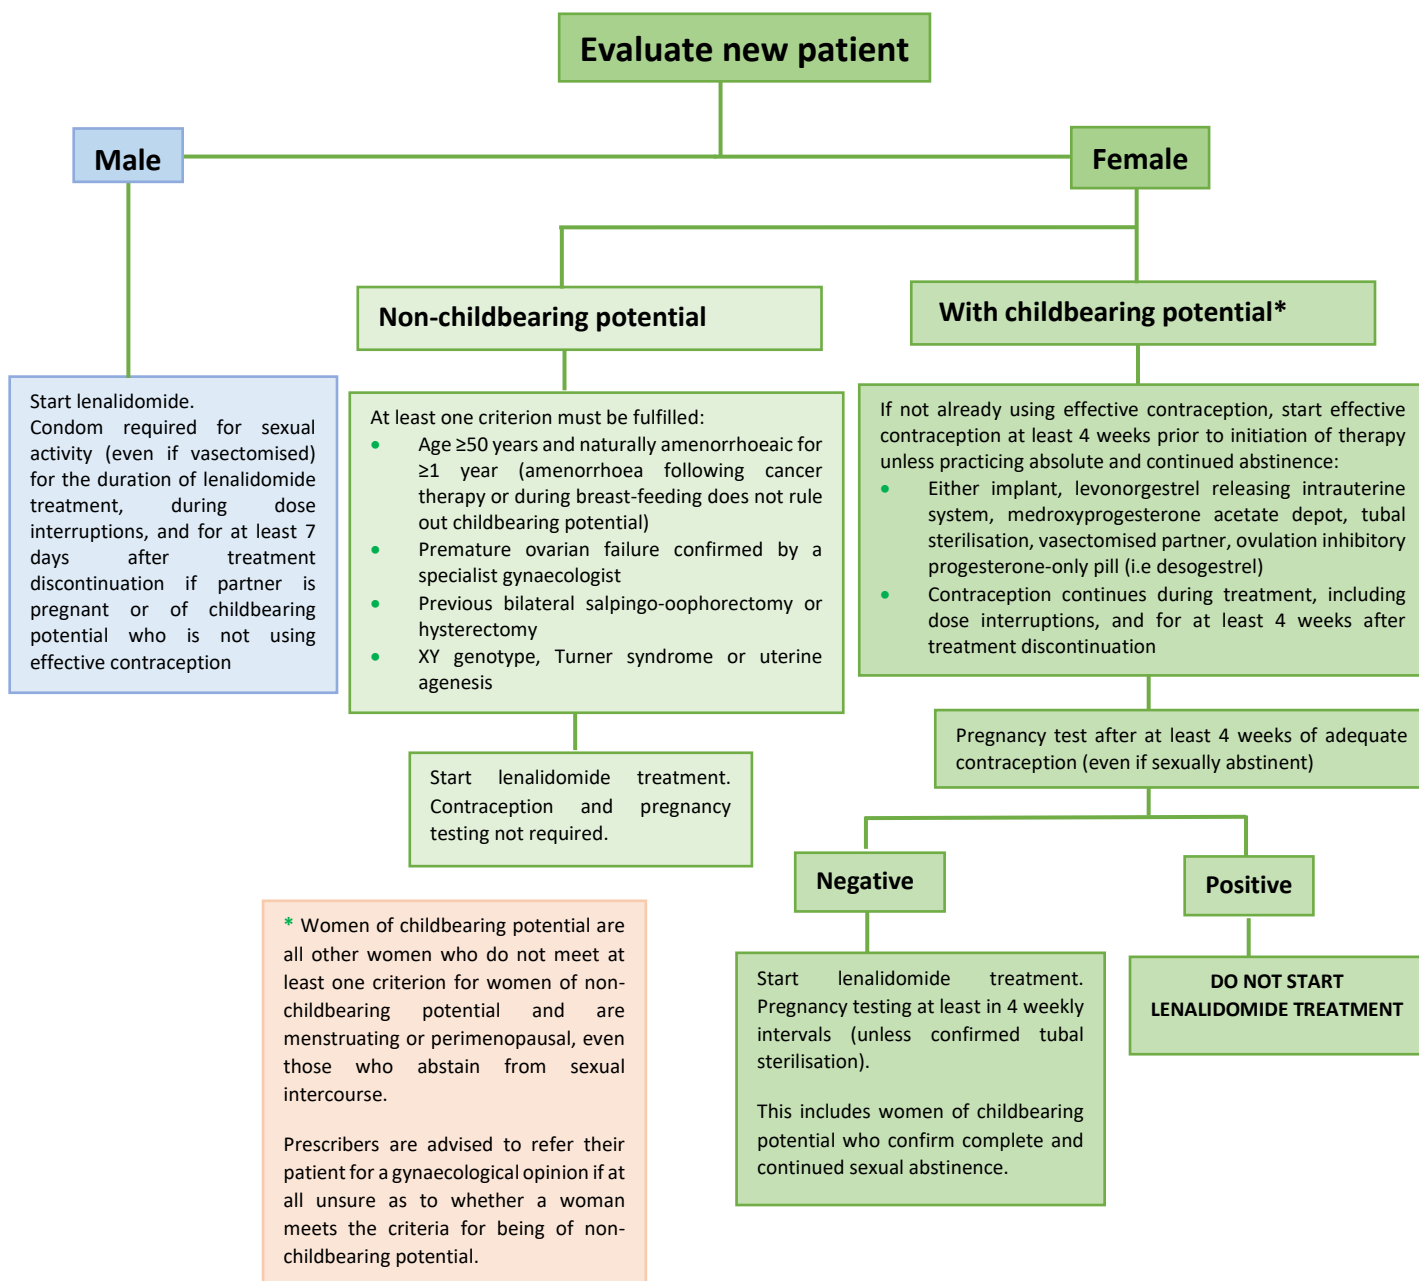 Evaluate new patient
Male
Female
Non-childbearing potential
With childbearing potential*
Start lenalidomide.
Condom required for sexual
activity (even if vasectomised)
for the duration of lenalidomide
treatment, during dose
interruptions, and for at least 7
days after treatment
discontinuation if partner is
pregnant or of childbearing
potential who is not using
effective contraception
At least one criterion must be fulfilled:
• Age ≥50 years and naturally amenorrhoeaic for
≥1 year (amenorrhoea following cancer
therapy or during breast-feeding does not rule
out childbearing potential)
• Premature ovarian failure confirmed by a
specialist gynaecologist
• Previous bilateral salpingo-oophorectomy or
hysterectomy
• XY genotype, Turner syndrome or uterine
agenesis
If not already using effective contraception, start effective
contraception at least 4 weeks prior to initiation of therapy
unless practicing absolute and continued abstinence:
• Either implant, levonorgestrel releasing intrauterine
system, medroxyprogesterone acetate depot, tubal
sterilisation, vasectomised partner, ovulation inhibitory
progesterone-only pill (i.e desogestrel)
• Contraception continues during treatment, including
dose interruptions, and for at least 4 weeks after
treatment discontinuation
Start lenalidomide treatment.
Contraception and pregnancy
testing not required.
Pregnancy test after at least 4 weeks of adequate
contraception (even if sexually abstinent)
Negative
Positive
Start lenalidomide treatment.
Pregnancy testing at least in 4 weekly
intervals (unless confirmed tubal
sterilisation).
This includes women of childbearing
potential who confirm complete and
continued sexual abstinence.
DO NOT START
LENALIDOMIDE TREATMENT
* Women of childbearing potential are
all other women who do not meet at
least one criterion for women of non-
childbearing potential and are
menstruating or perimenopausal, even
those who abstain from sexual
intercourse.
Prescribers are advised to refer their
patient for a gynaecological opinion if at
all unsure as to whether a woman
meets the criteria for being of non-
childbearing potential.